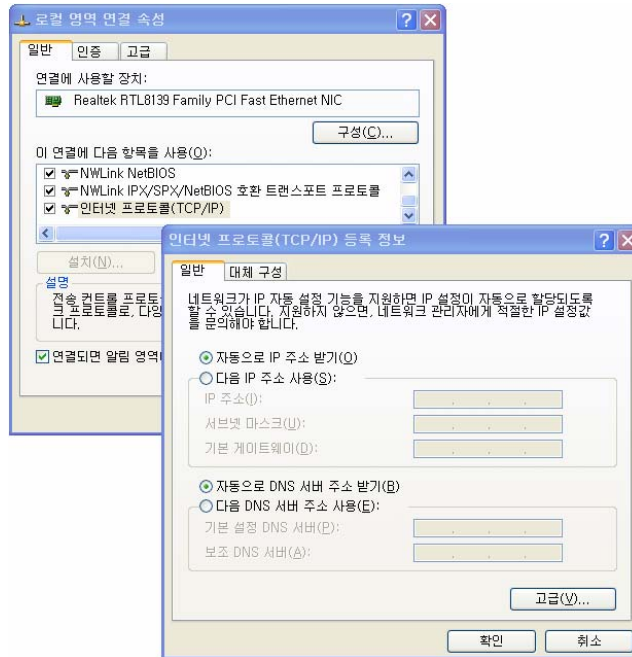 로컬 영역 연결 속성
일반
인증
고급
연결에 사용할 장치:
Realtek RTL8139 Family PCI Fast Ethernet NIC
구성(C)...
이 연결에 다음 항목을 사용(O):
NWLink NetBIOS
NWLink IPX/SPX/NetBIOS 호환 트랜스포트 프로토콜
인터넷 프로토콜(TCP/IP)
설치(N)...
설명
전송 컨트롤 프로토
크 프로토콜로, 다양
니다.
연결되면 알림 영역
인터넷 프로토콜(TCP/IP) 등록 정보
일반
대체 구성
네트워크가 IP 자동 설정 기능을 지원하면 IP 설정이 자동으로 할당되도록
할 수 있습니다. 지원하지 않으면, 네트워크 관리자에게 적절한 IP 설정값
을 문의해야 합니다.
자동으로 IP 주소 받기(O)
다음 IP 주소 사용(S):
IP 주소(I):
서브넷 마스크(U):
기본 게이트웨이(D):
자동으로 DNS 서버 주소 받기(B)
다음 DNS 서버 주소 사용(E):
기본 설정 DNS 서버(P):
보조 DNS 서버(A):
고급(V)...
확인
취소